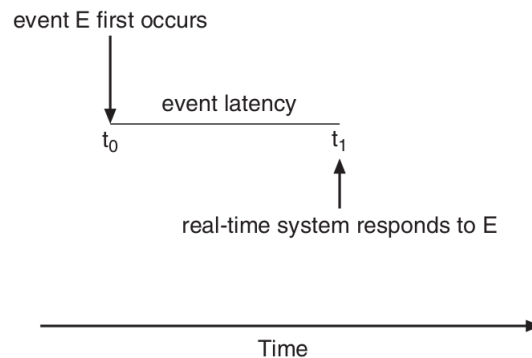 event E first occurs
event latency
t₀
t₁
real-time system responds to E
Time